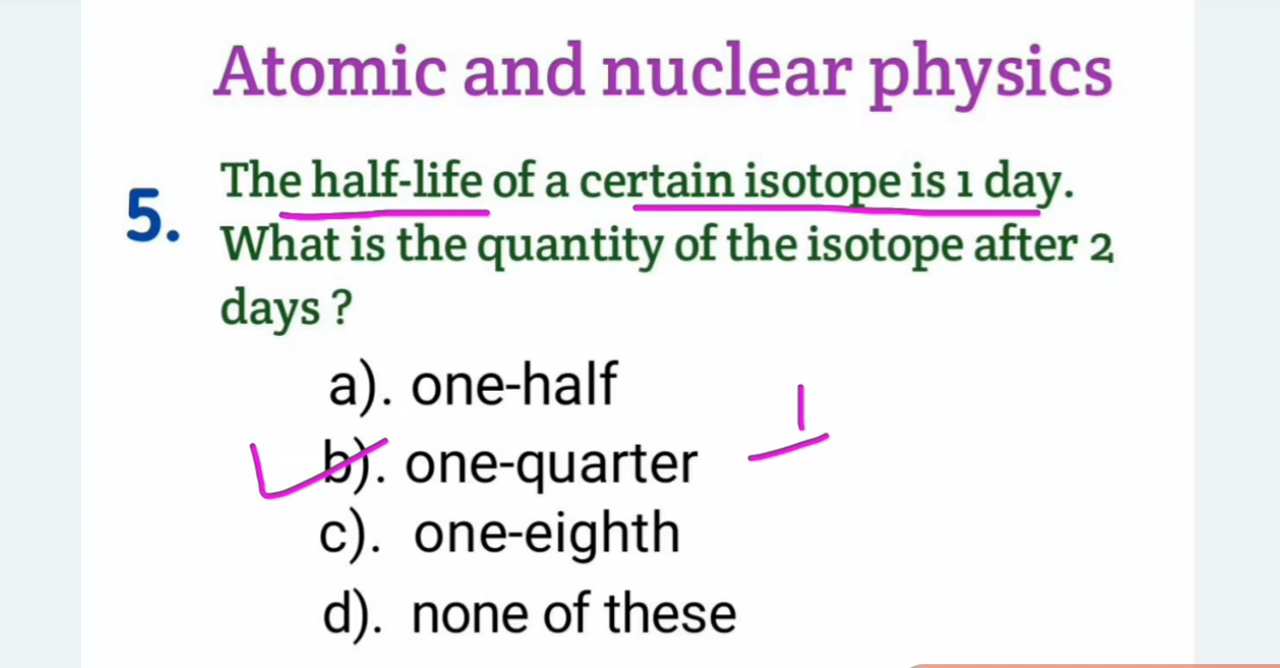 Atomic and nuclear physics
5. The half-life of a certain isotope is 1 day.
What is the quantity of the isotope after 2
days ?
a). one-half
b). one-quarter
1
c). one-eighth
d). none of these